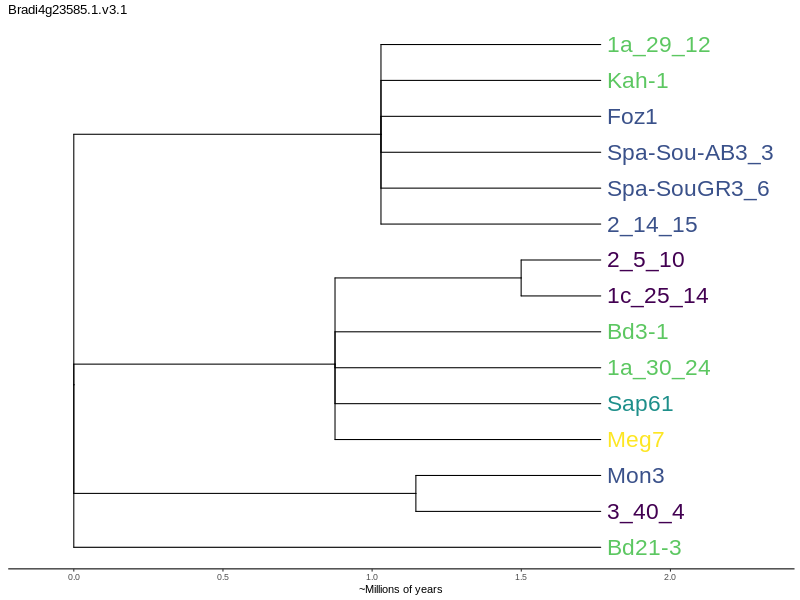 Bradi4g23585.1.v3.1
1a_29_12
Kah-1
Foz1
Spa-Sou-AB3_3
Spa-SouGR3_6
2_14_15
2_5_10
1c_25_14
Bd3-1
1a_30_24
Sap61
Meg7
Mon3
3_40_4
Bd21-3
0.0 0.5 1.0 1.5 2.0
~Millions of years